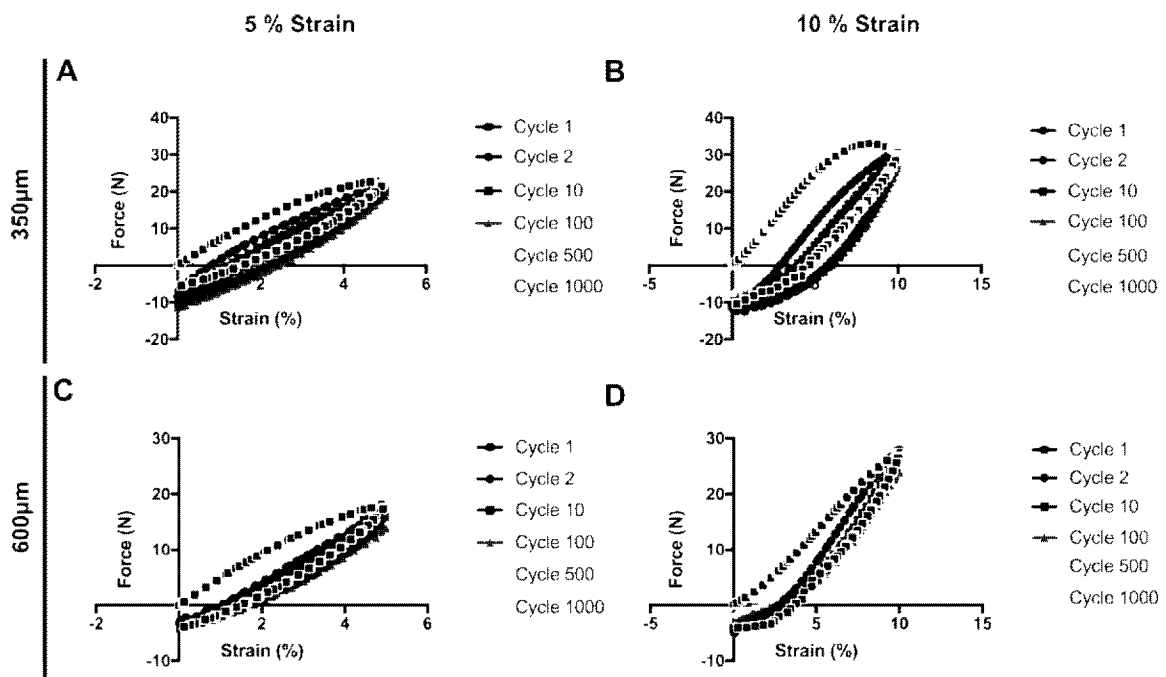 5 % Strain
10 % Strain
350µm
A
40
30
20
10
-10
-20
-2
2
4
6
Force (N)
Strain (%)
Cycle 1
Cycle 2
Cycle 10
Cycle 100
Cycle 500
Cycle 1000
B
40
30
20
10
-10
-20
-5
5
10
15
Force (N)
Strain (%)
Cycle 1
Cycle 2
Cycle 10
Cycle 100
Cycle 500
Cycle 1000
600µm
C
30
20
10
-10
-2
2
4
6
Force (N)
Strain (%)
Cycle 1
Cycle 2
Cycle 10
Cycle 100
Cycle 500
Cycle 1000
D
30
20
10
-10
-5
5
10
15
Force (N)
Strain (%)
Cycle 1
Cycle 2
Cycle 10
Cycle 100
Cycle 500
Cycle 1000